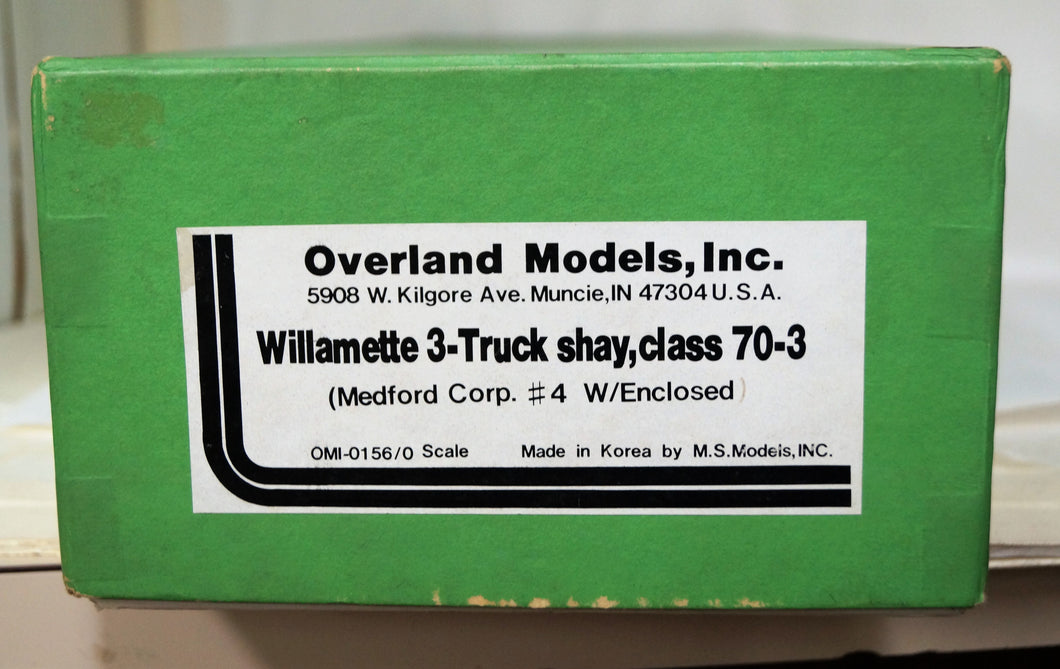 Overland Models, Inc.
5908 W. Kilgore Ave. Muncie, IN 47304 U.S.A.
Willamette 3-Truck shay, class 70-3
(Medford Corp. #4 W/Enclosed)
OMI-0156/0 Scale Made in Korea by M.S.Models, INC.